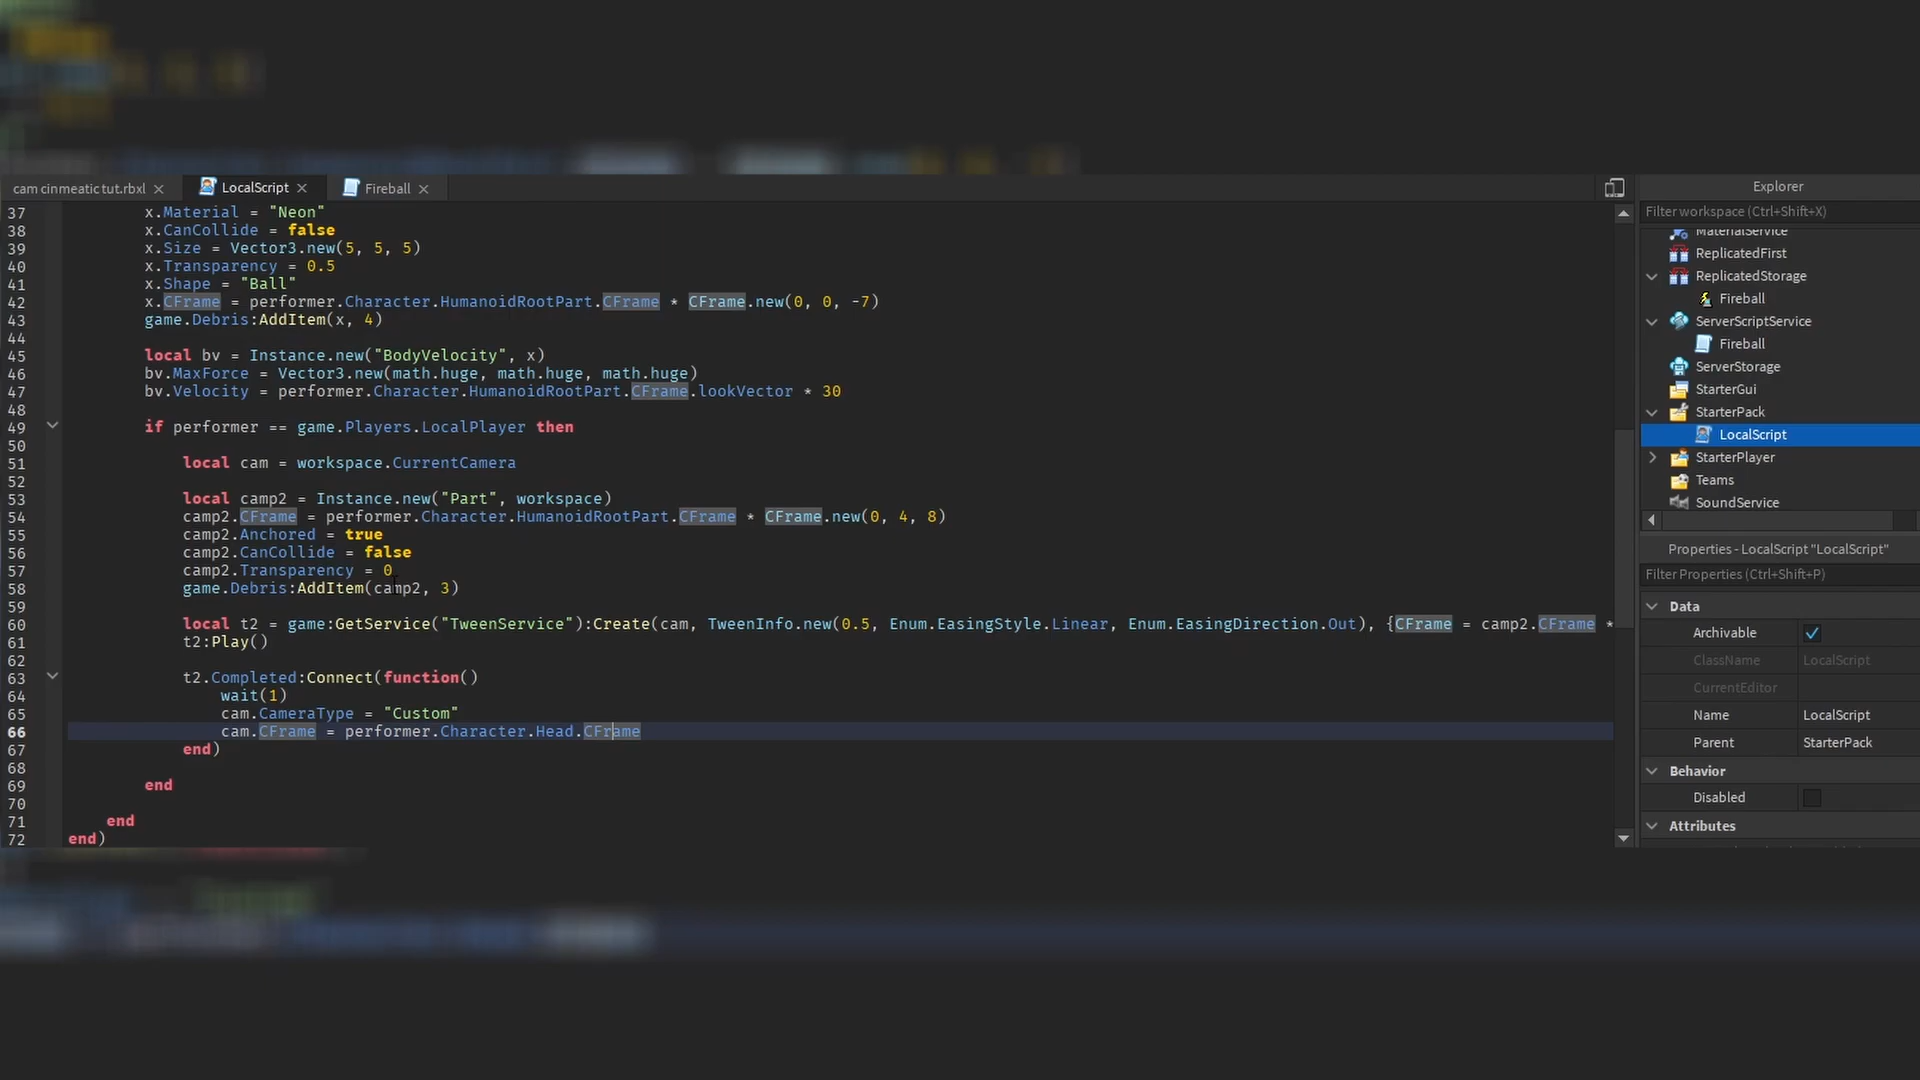 cam cinmeatic tut.rbxl
LocalScript
Fireball
37 x.Material = "Neon"
38 x.CanCollide = false
39 x.Size = Vector3.new(5, 5, 5)
40 x.Transparency = 0.5
41 x.Shape = "Ball"
42 x.CFrame = performer.Character.HumanoidRootPart.CFrame * CFrame.new(0, 0, -7)
43 game.Debris:AddItem(x, 4)
44
45 local bv = Instance.new("BodyVelocity", x)
46 bv.MaxForce = Vector3.new(math.huge, math.huge, math.huge)
47 bv.Velocity = performer.Character.HumanoidRootPart.CFrame.lookVector * 30
48
49 if performer == game.Players.LocalPlayer then
50
51 local cam = workspace.CurrentCamera
52
53 local camp2 = Instance.new("Part", workspace)
54 camp2.CFrame = performer.Character.HumanoidRootPart.CFrame * CFrame.new(0, 4, 8)
55 camp2.Anchored = true
56 camp2.CanCollide = false
57 camp2.Transparency = 0
58 game.Debris:AddItem(camp2, 3)
59
60 local t2 = game:GetService("TweenService"):Create(cam, TweenInfo.new(0.5, Enum.EasingStyle.Linear, Enum.EasingDirection.Out), {CFrame = camp2.CFrame *
61 t2:Play()
62
63 t2.Completed:Connect(function()
64 wait(1)
65 cam.CameraType = "Custom"
66 cam.CFrame = performer.Character.Head.CFrame
67 end)
68
69 end
70
71 end
72 end)
Explorer
Filter workspace (Ctrl+Shift+X)
MaterialService
ReplicatedFirst
ReplicatedStorage
Fireball
ServerScriptService
Fireball
ServerStorage
StarterGui
StarterPack
LocalScript
StarterPlayer
Teams
SoundService
Properties - LocalScript "LocalScript"
Filter Properties (Ctrl+Shift+P)
Data
Archivable
ClassName LocalScript
CurrentEditor
Name LocalScript
Parent StarterPack
Behavior
Disabled
Attributes